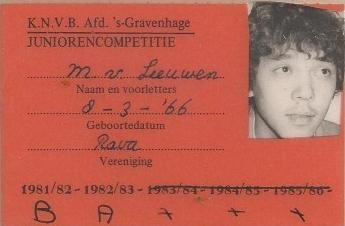 K.N.V.B. Afd. 's-Gravenhage
JUNIORENCOMPETITIE
M. v. Leeuwen
Naam en voorletters
8-3-'66
Geboortedatum
Rava
Vereniging
1981/82 - 1982/83 - 1983/84 - 1984/85 - 1985/86 -
B A + + +